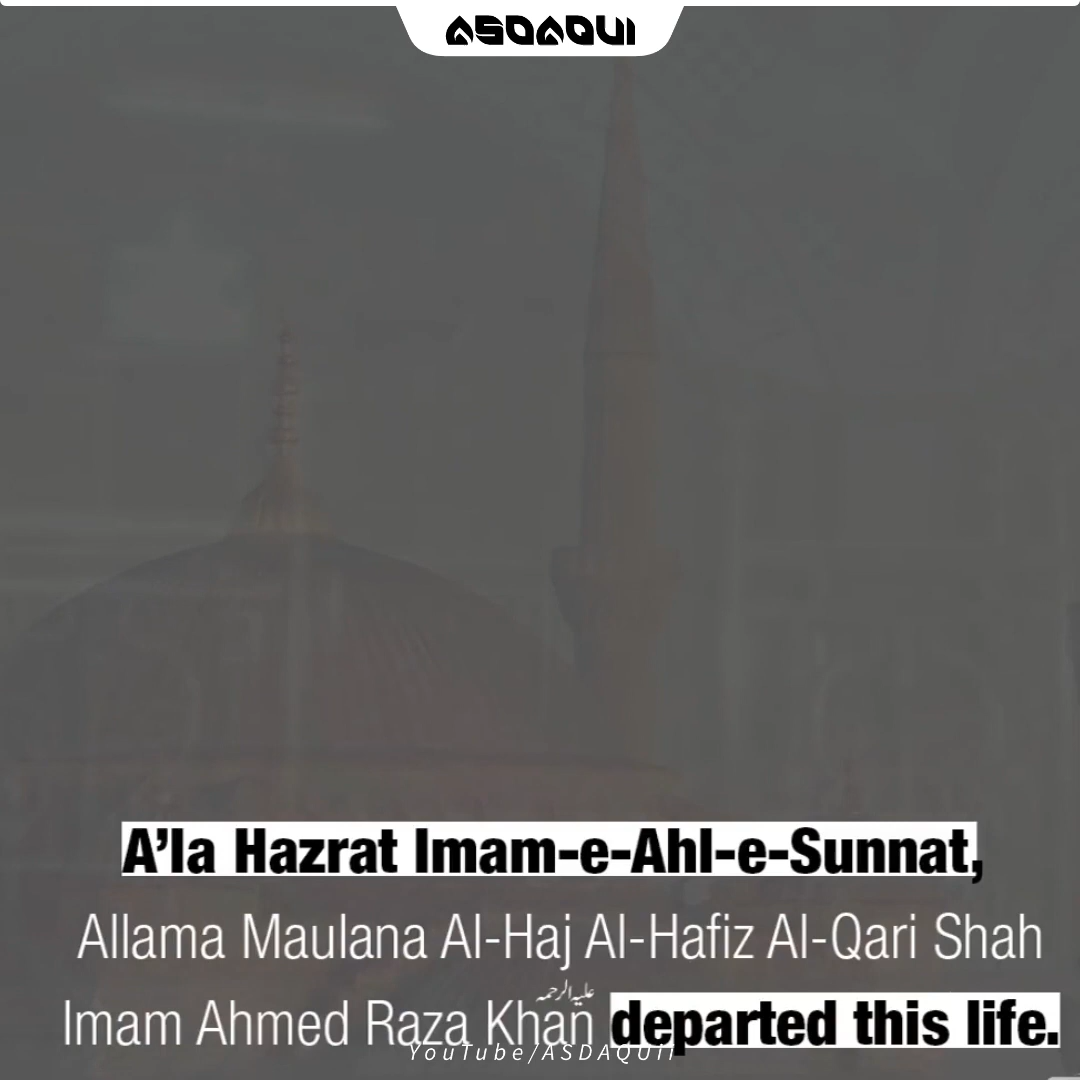 ASDAQUI
A’la Hazrat Imam-e-Ahl-e-Sunnat,
Allama Maulana Al-Haj Al-Hafiz Al-Qari Shah
علیہ الرحمہ
Imam Ahmed Raza Khan departed this life.
YouTube/ASDAQUii